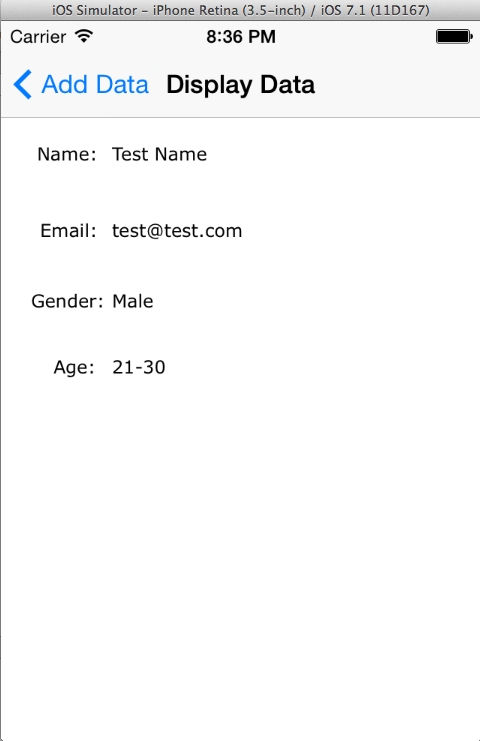 iOS Simulator – iPhone Retina (3.5-inch) / iOS 7.1 (11D167)
Carrier 8:36 PM
Add Data Display Data
Name: Test Name
Email: test@test.com
Gender: Male
Age: 21-30